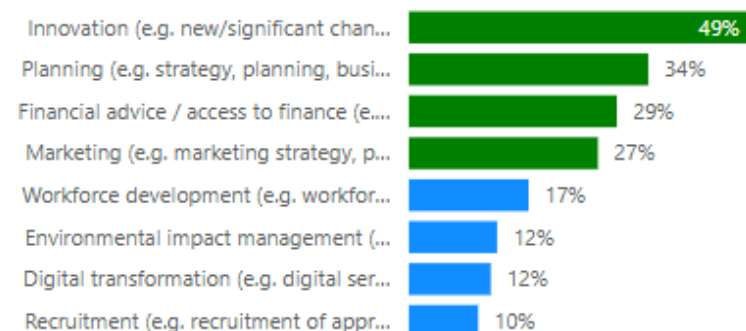 Innovation (e.g. new/significant chan... 49%
Planning (e.g. strategy, planning, busi... 34%
Financial advice / access to finance (e.... 29%
Marketing (e.g. marketing strategy, p... 27%
Workforce development (e.g. workfor... 17%
Environmental impact management (... 12%
Digital transformation (e.g. digital ser... 12%
Recruitment (e.g. recruitment of appr... 10%